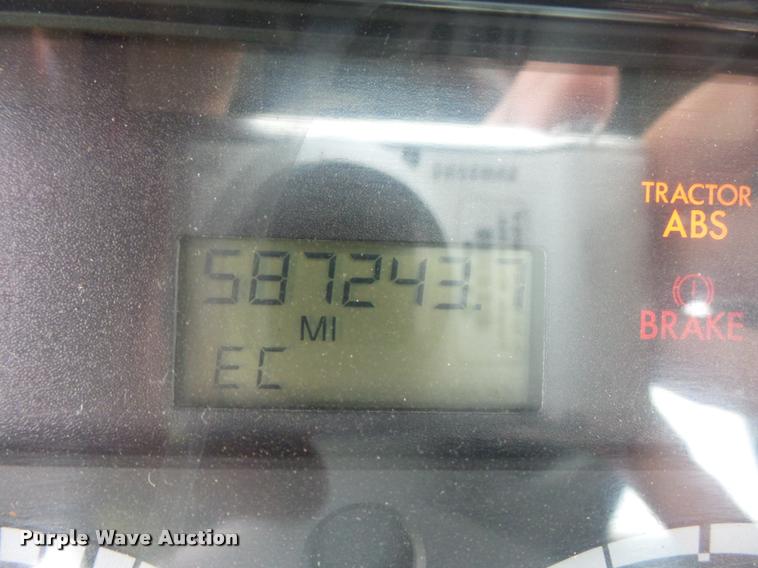 TRACTOR
ABS
587243.7
MI
BRAKE
EC
Purple Wave Auction